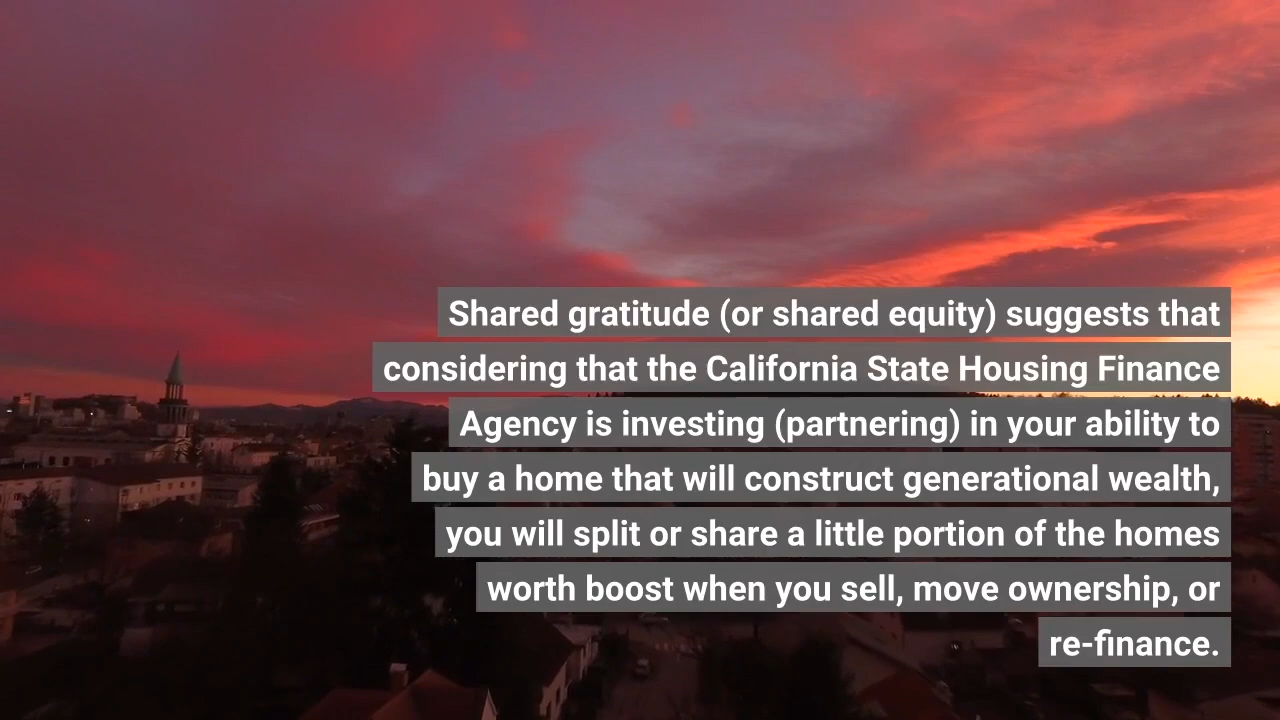 Shared gratitude (or shared equity) suggests that
considering that the California State Housing Finance
Agency is investing (partnering) in your ability to
buy a home that will construct generational wealth,
you will split or share a little portion of the homes
worth boost when you sell, move ownership, or
re-finance.